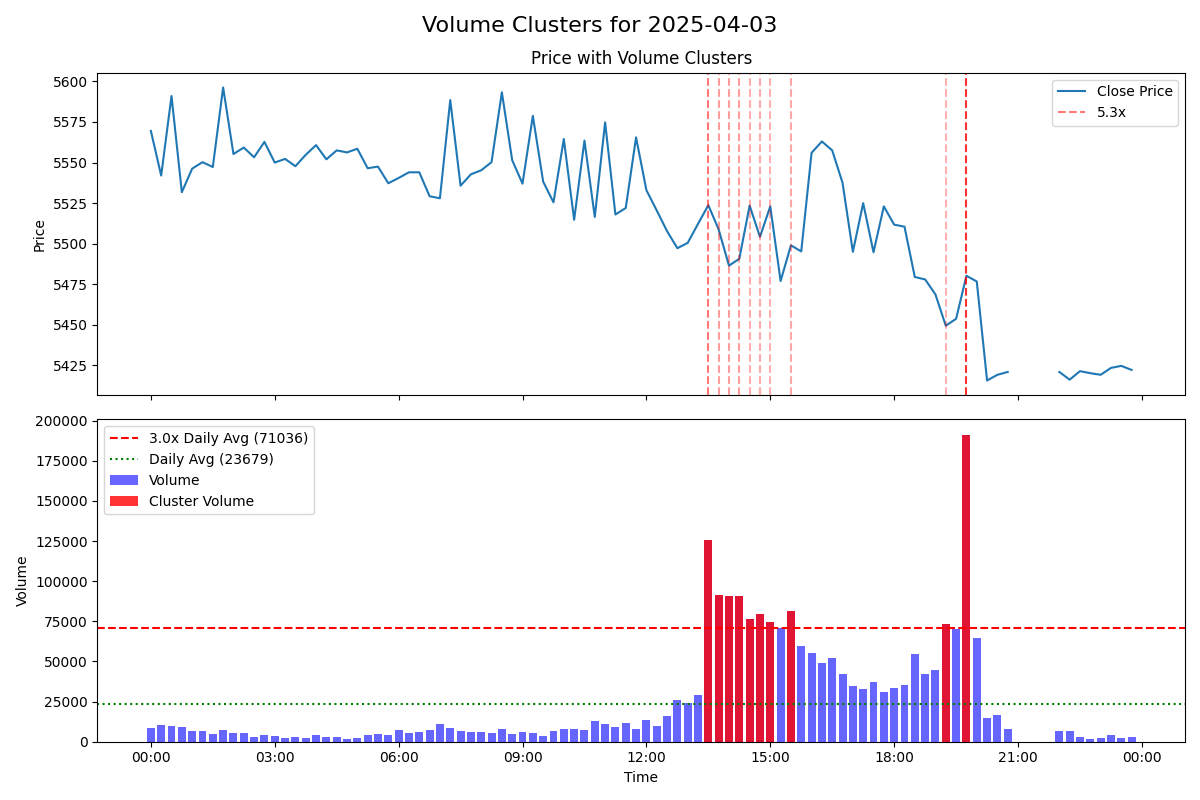 Volume Clusters for 2025-04-03
Price with Volume Clusters
Price
5600
5575
5550
5525
5500
5475
5450
5425
Close Price
5.3x
Volume
200000
175000
150000
125000
100000
75000
50000
25000
0
3.0x Daily Avg (71036)
Daily Avg (23679)
Volume
Cluster Volume
00:00 03:00 06:00 09:00 12:00 15:00 18:00 21:00 00:00
Time